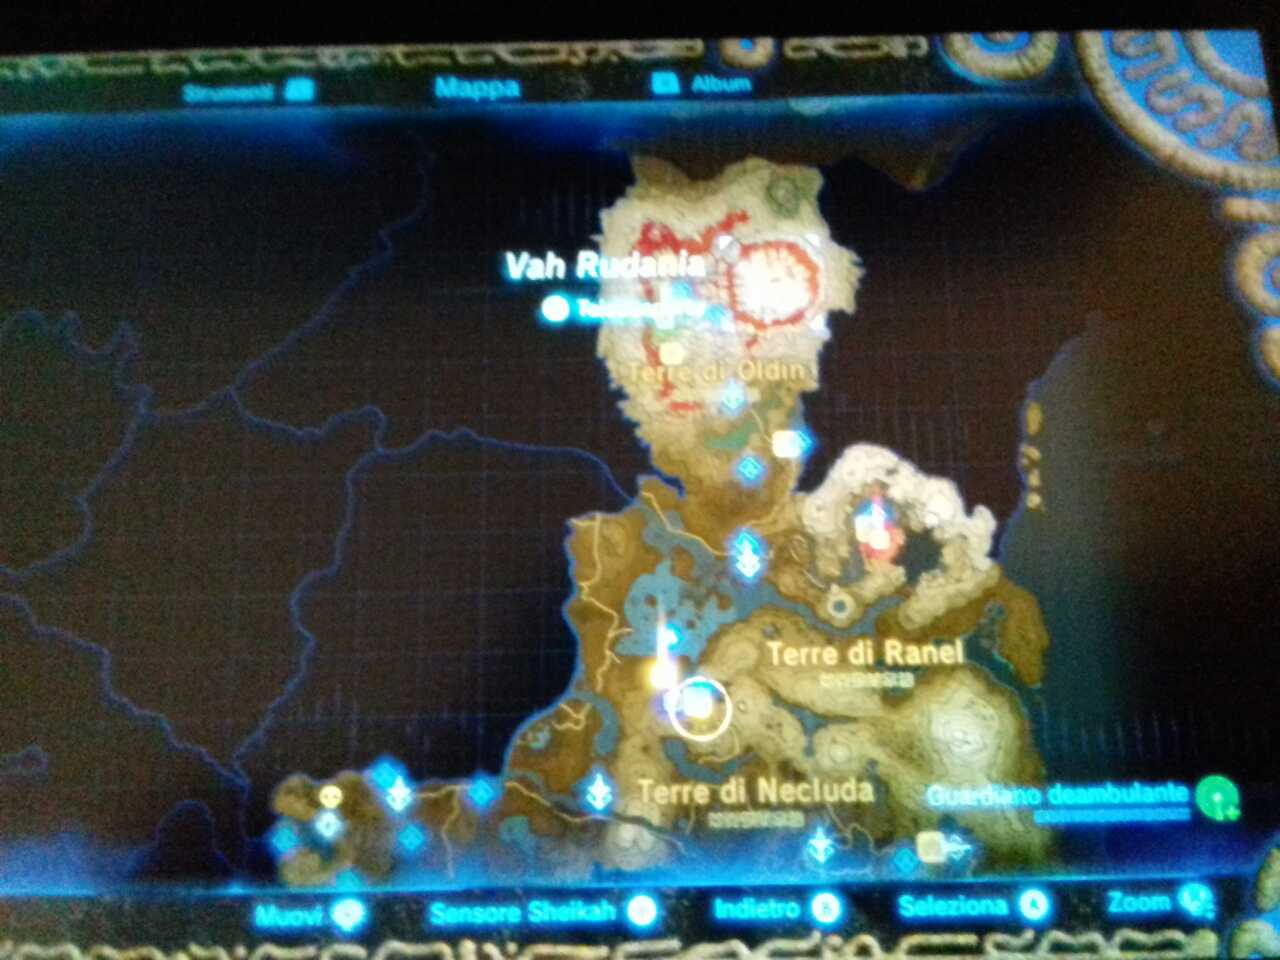 Strumenti
Mappa
Album
Vah Rudania
Terre di Oldin
Terre di Ranel
Terre di Necluda
Guardiano deambulante
Muovi
Sensore Sheikah
Indietro
Seleziona
Zoom